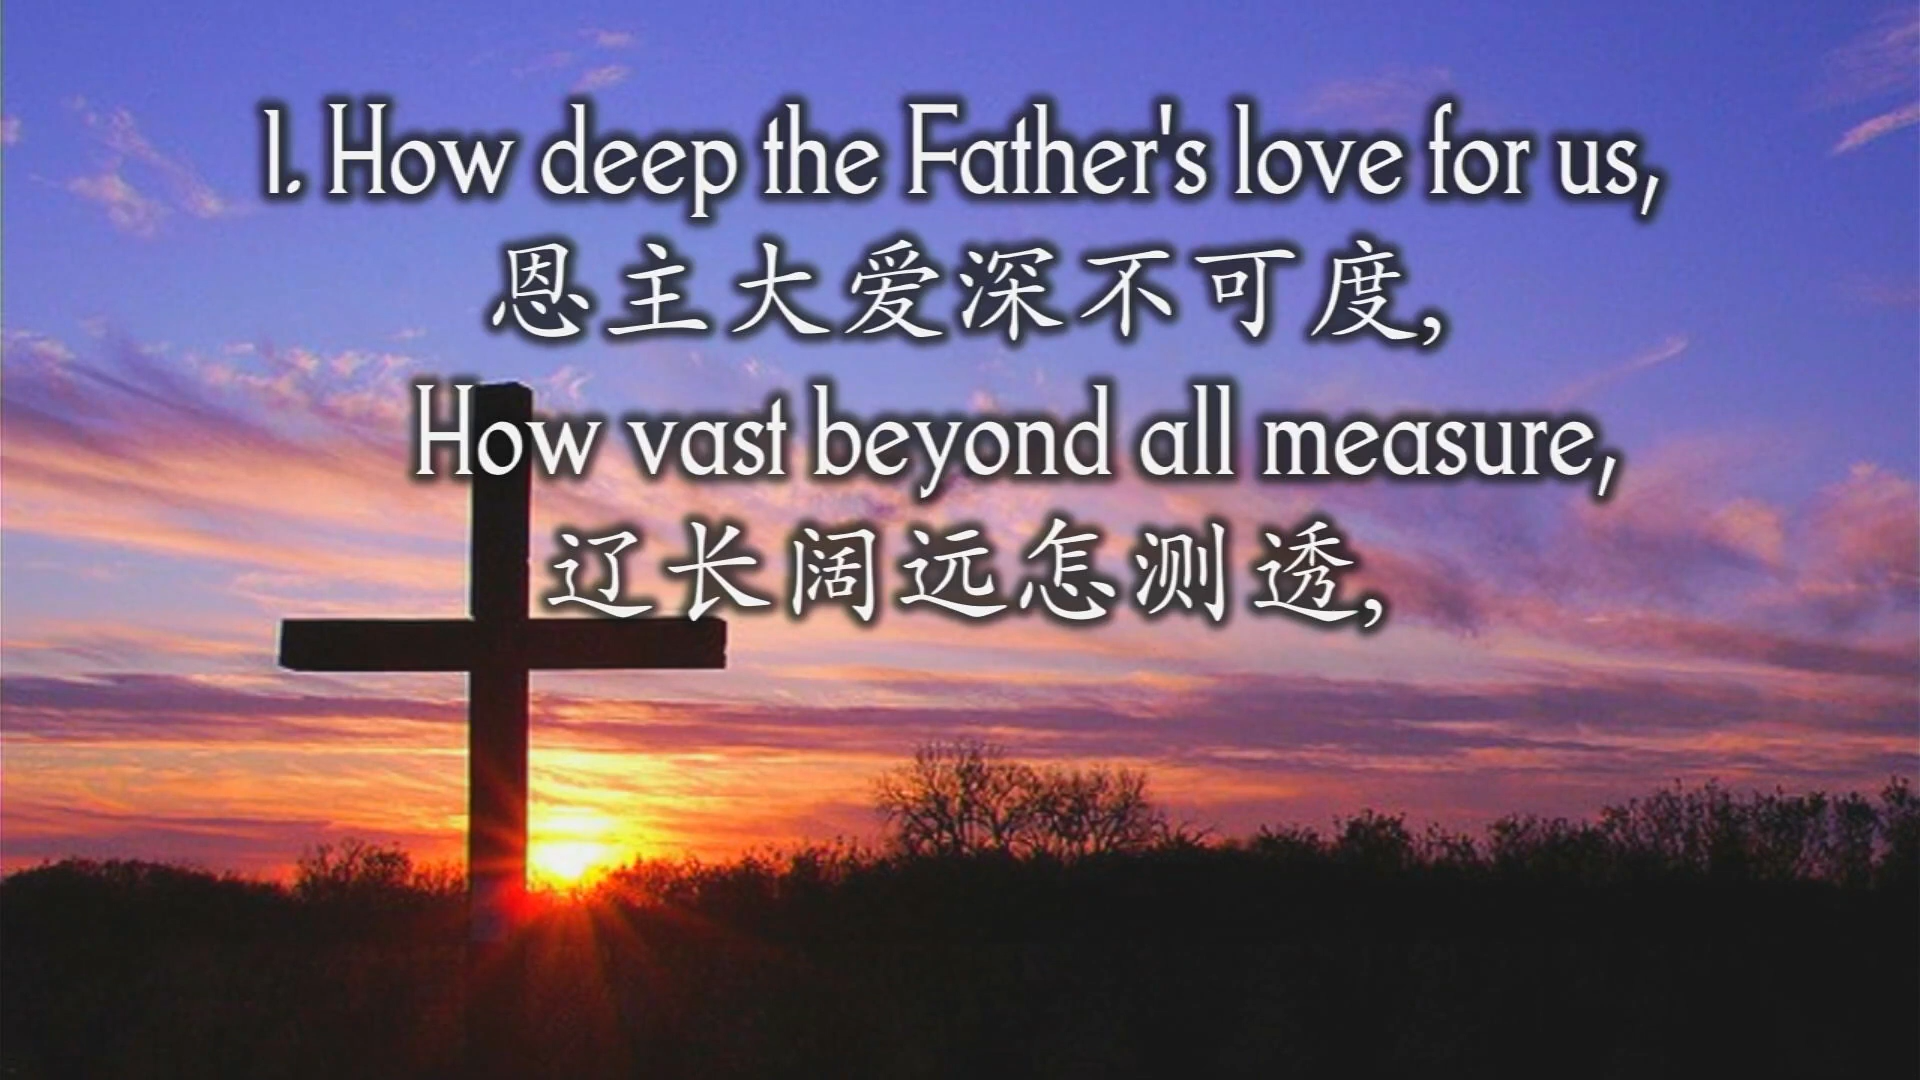 1. How deep the Father's love for us,
恩主大爱深不可度,
How vast beyond all measure,
辽长阔远怎测透,